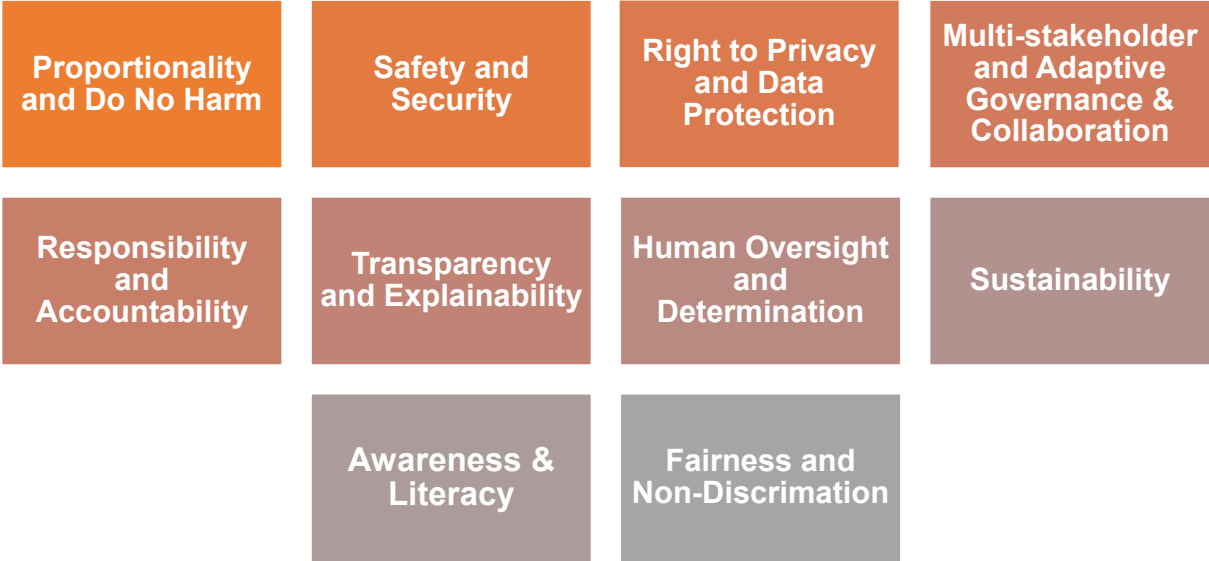 Proportionality
and Do No Harm
Safety and
Security
Right to Privacy
and Data
Protection
Multi-stakeholder
and Adaptive
Governance &
Collaboration
Responsibility
and
Accountability
Transparency
and Explainability
Human Oversight
and
Determination
Sustainability
Awareness &
Literacy
Fairness and
Non-Discrimation